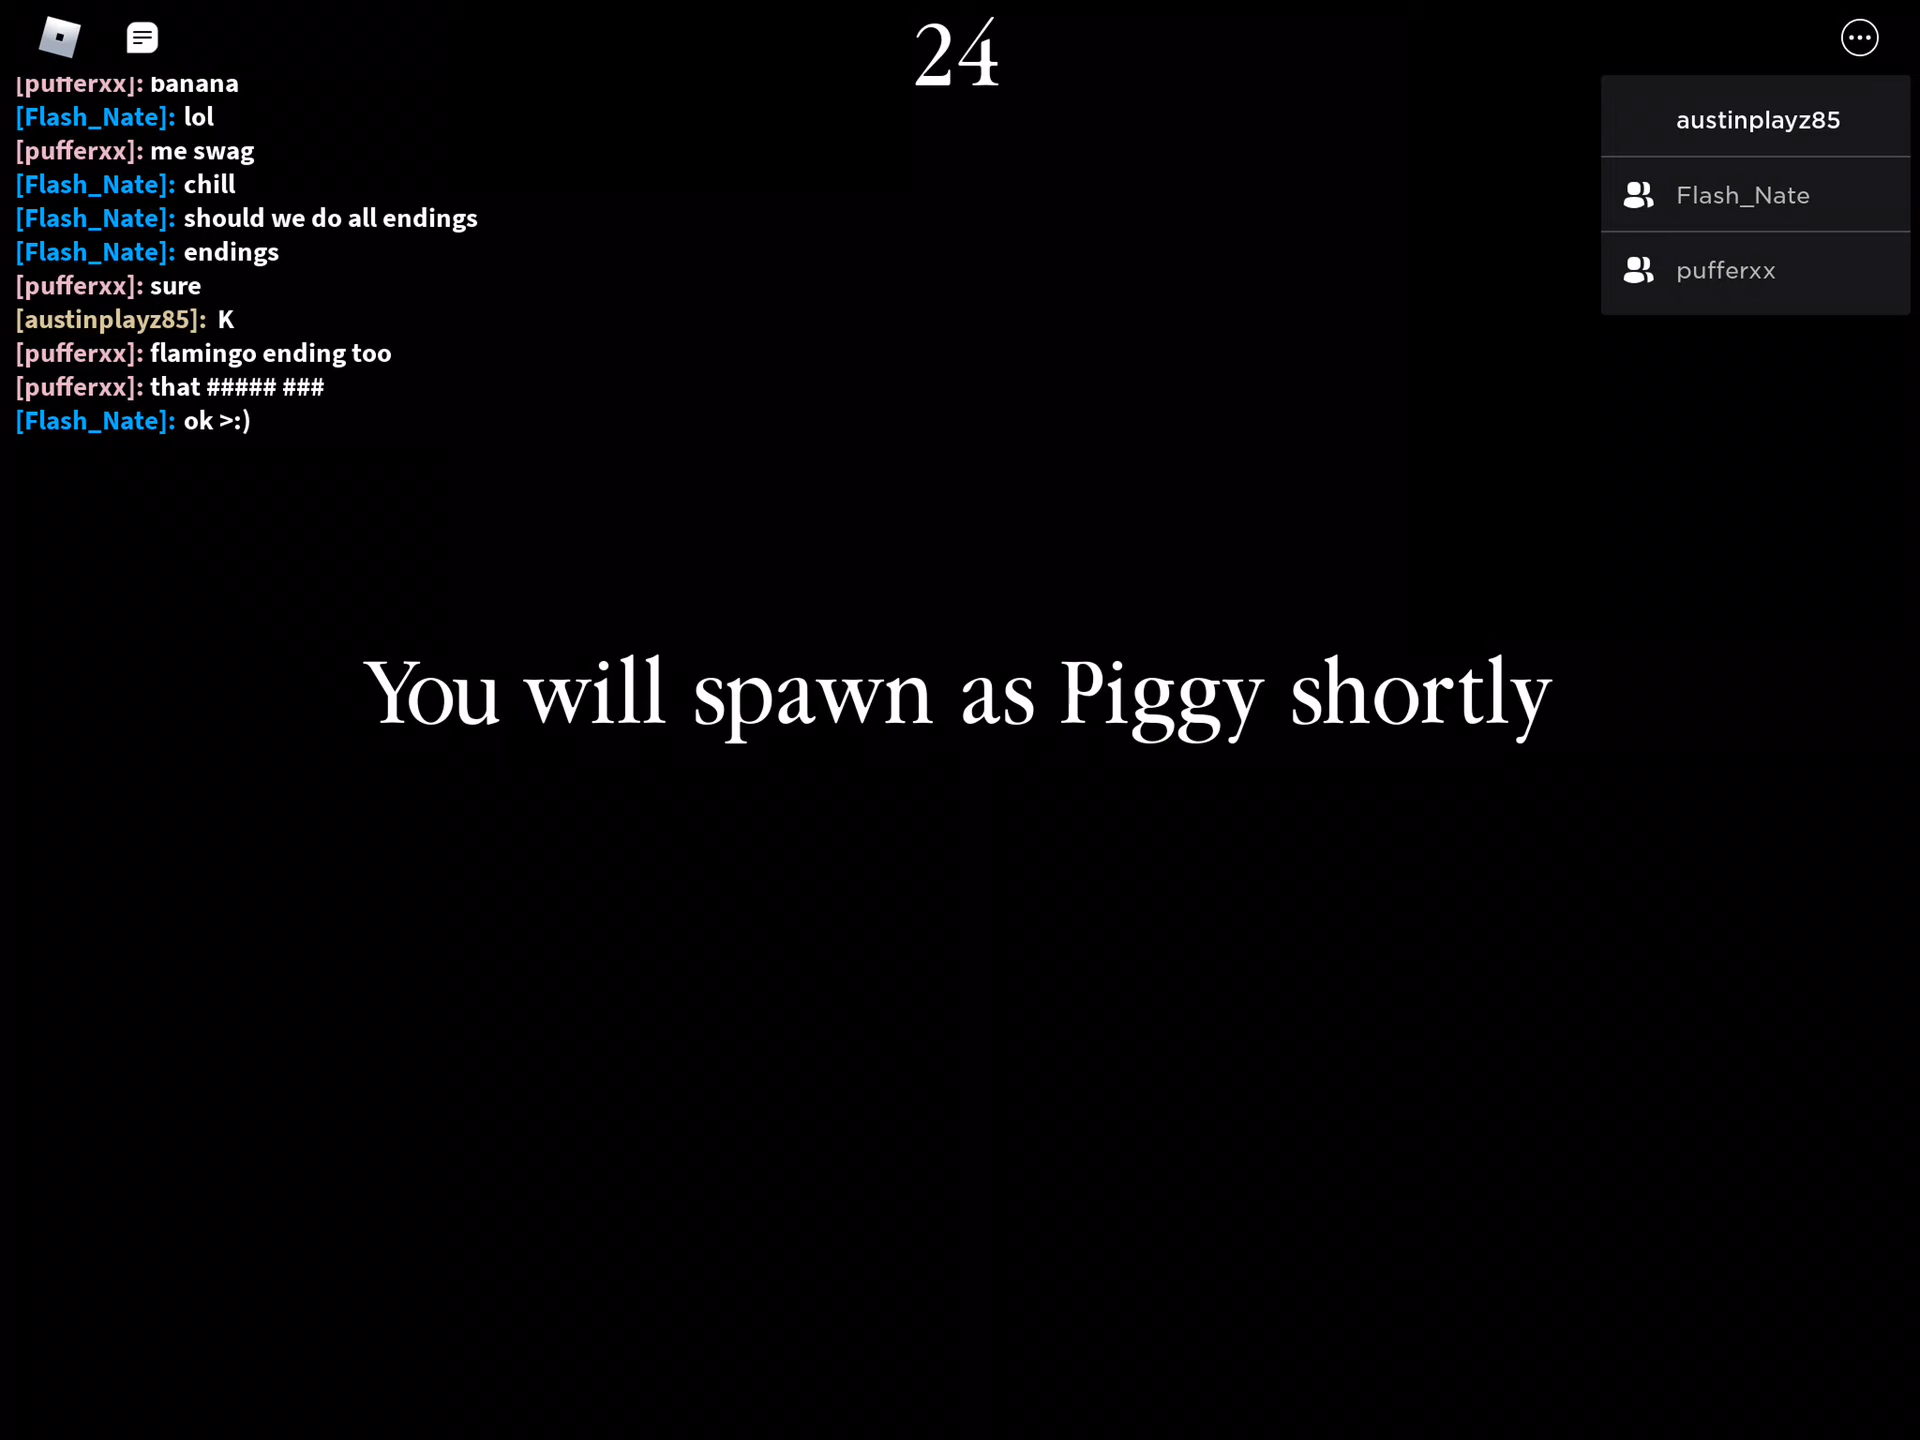 24
[pufferxx]: banana
[Flash_Nate]: lol
[pufferxx]: me swag
[Flash_Nate]: chill
[Flash_Nate]: should we do all endings
[Flash_Nate]: endings
[pufferxx]: sure
[austinplayz85]: K
[pufferxx]: flamingo ending too
[pufferxx]: that ##### ###
[Flash_Nate]: ok >:)
austinplayz85
Flash_Nate
pufferxx
You will spawn as Piggy shortly